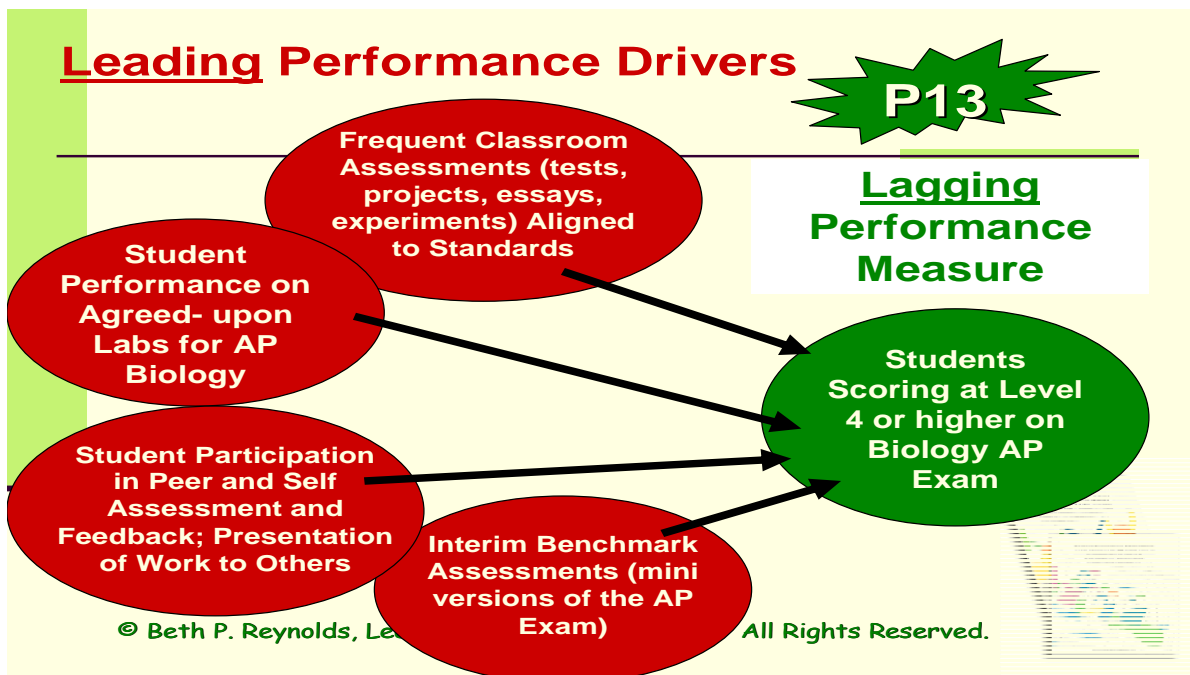 Leading Performance Drivers
P13
Frequent Classroom
Assessments (tests,
projects, essays,
experiments) Aligned
to Standards
Lagging
Performance
Measure
Student
Performance on
Agreed- upon
Labs for AP
Biology
Students
Scoring at Level
4 or higher on
Biology AP
Exam
Student Participation
in Peer and Self
Assessment and
Feedback; Presentation
of Work to Others
Interim Benchmark
Assessments (mini
versions of the AP
Exam)
© Beth P. Reynolds, All Rights Reserved.